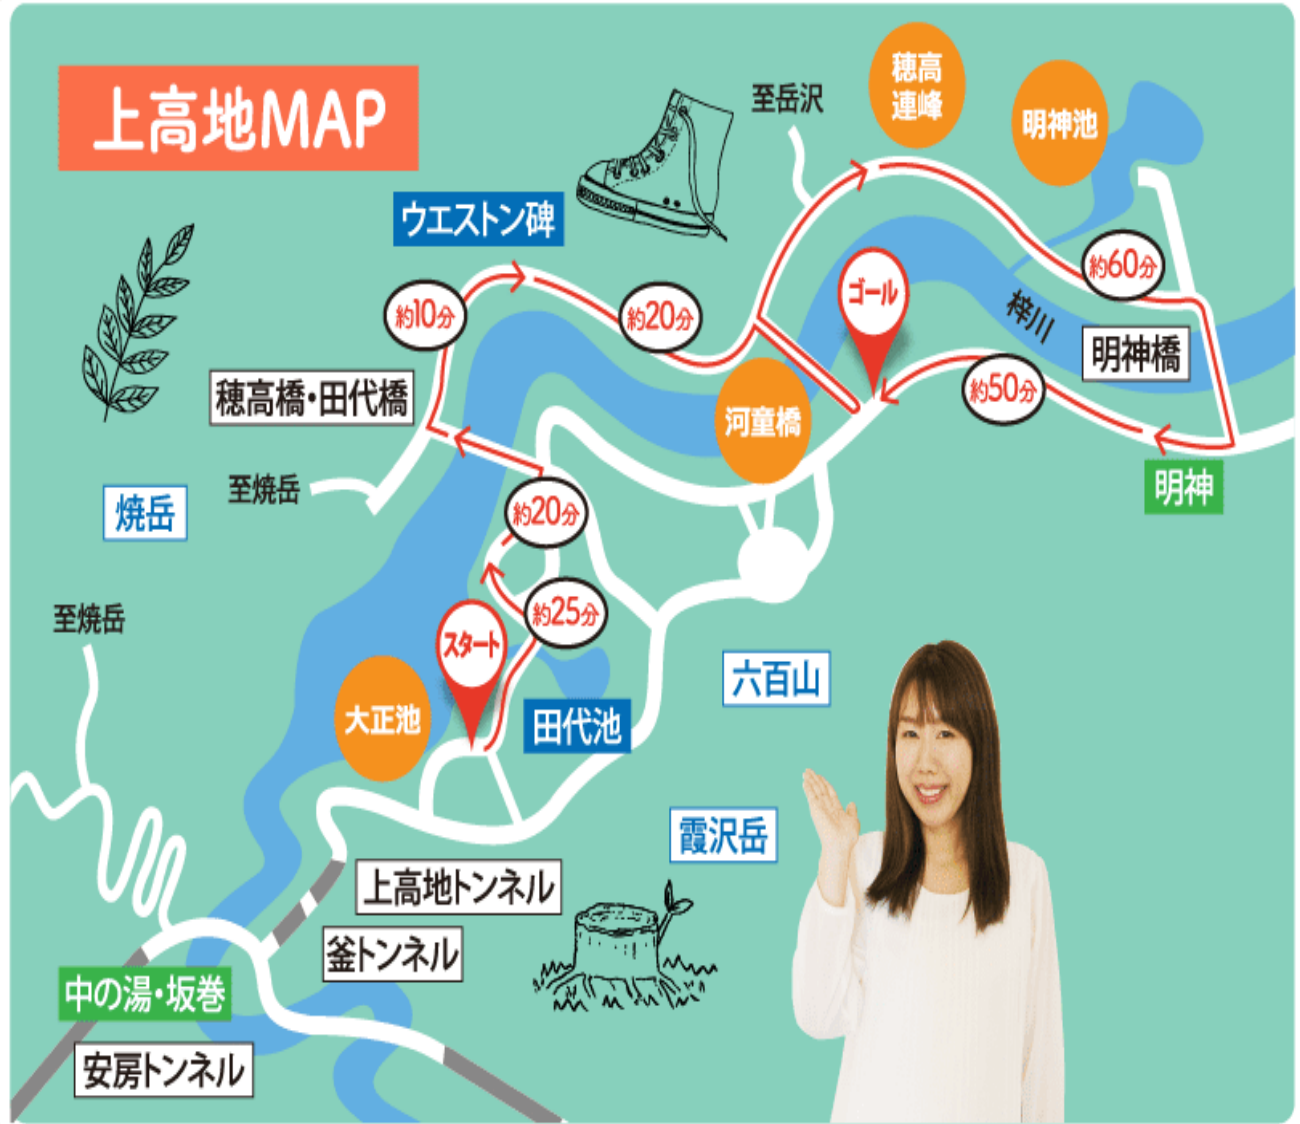 上高地MAP
至岳沢
穂高
連峰
明神池
ウエストン碑
約10分
約20分
約60分
ゴール
梓川
明神橋
穂高橋・田代橋
河童橋
約50分
至焼岳
明神
焼岳
約20分
約25分
至焼岳
スタート
六百山
大正池
田代池
霞沢岳
上高地トンネル
釜トンネル
中の湯・坂巻
安房トンネル